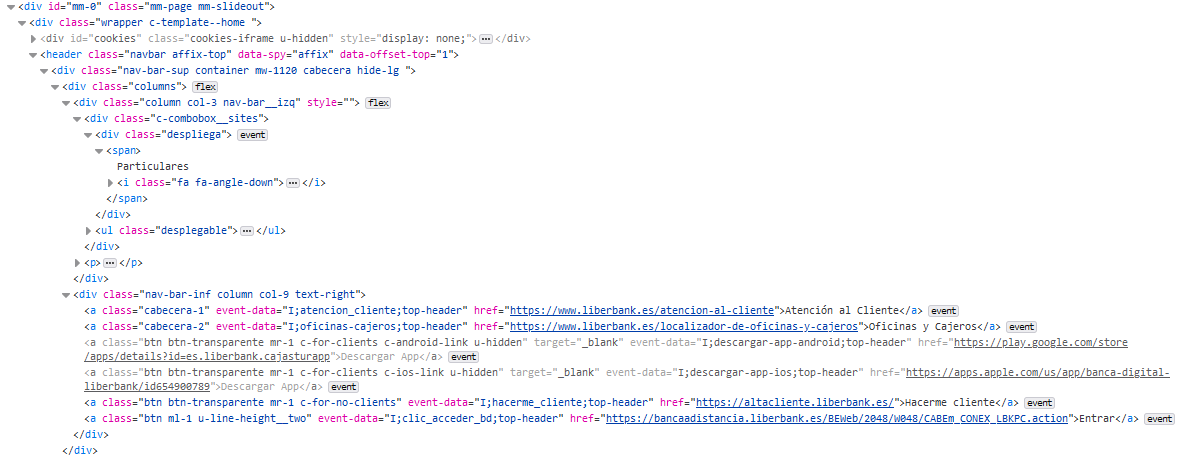 <div id="mm-0" class="mm-page mm-slideout">
<div class="wrapper c-template--home ">
<div id="cookies" class="cookies-iframe u-hidden" style="display: none;"> ••• </div>
<header class="navbar affix-top" data-spy="affix" data-offset-top="1">
<div class="nav-bar-sup container mw-1120 cabecera hide-lg ">
<div class="columns"> flex
<div class="column col-3 nav-bar__izq" style=""> flex
<div class="c-combobox__sites">
<div class="despliega"> event
<span>
Particulares
<i class="fa fa-angle-down"> ••• </i>
</span>
</div>
<ul class="desplegable"> ••• </ul>
</div>
<p> ••• </p>
</div>
<div class="nav-bar-inf column col-9 text-right">
<a class="cabecera-1" event-data="I;atencion_cliente;top-header" href="https://www.liberbank.es/atencion-al-cliente">Atención al Cliente</a> event
<a class="cabecera-2" event-data="I;oficinas-cajeros;top-header" href="https://www.liberbank.es/localizador-de-oficinas-y-cajeros">Oficinas y Cajeros</a> event
<a class="btn btn-transparente mr-1 c-for-clients c-android-link u-hidden" target="_blank" event-data="I;descargar-app-android;top-header" href="https://play.google.com/store
/apps/details?id=es.liberbank.cajasturapp">Descargar App</a> event
<a class="btn btn-transparente mr-1 c-for-clients c-ios-link u-hidden" target="_blank" event-data="I;descargar-app-ios;top-header" href="https://apps.apple.com/us/app/banca-digital-
liberbank/id654900789">Descargar App</a> event
<a class="btn btn-transparente mr-1 c-for-no-clients" event-data="I;hacerme_cliente;top-header" href="https://altacliente.liberbank.es/">Hacerme cliente</a> event
<a class="btn ml-1 u-line-height__two" event-data="I;clic_acceder_bd;top-header" href="https://bancaadistancia.liberbank.es/BEWeb/2048/W048/CABEm_CONEX_LBKPC.action">Entrar</a> event
</div>
</div>